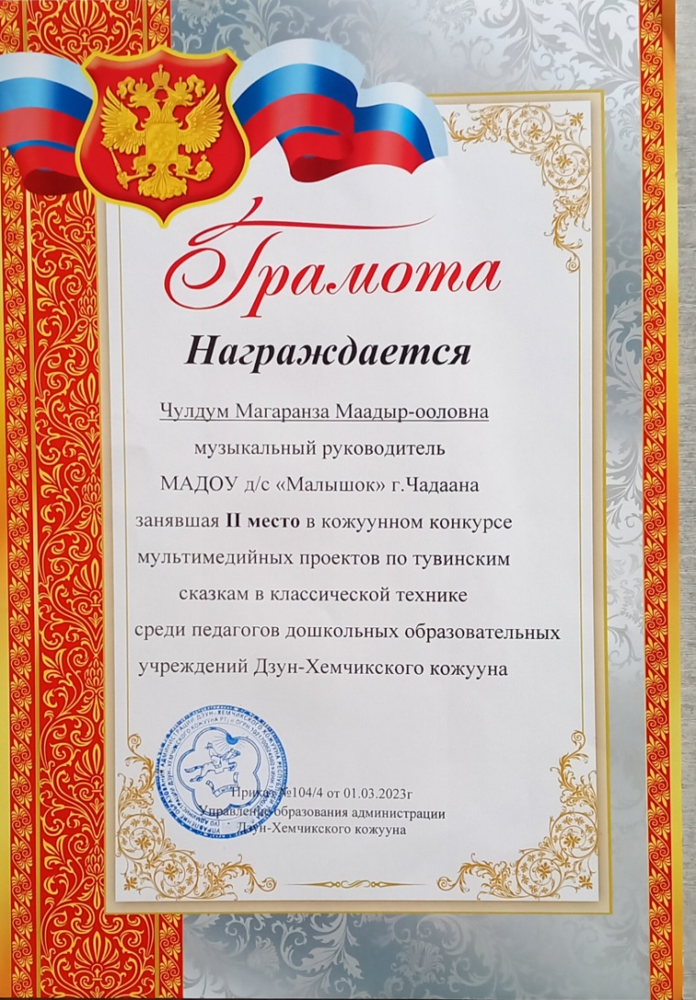 Грамота
Награждается
Чулдум Магаранза Маадыр-ооловна
музыкальный руководитель
МАДОУ д/с «Малышок» г.Чадаана
занявшая II место в кожуунном конкурсе
мультимедийных проектов по тувинским
сказкам в классической технике
среди педагогов дошкольных образовательных
учреждений Дзун-Хемчикского кожууна
Приказ №104/4 от 01.03.2023г
Управление образования администрации
Дзун-Хемчикского кожууна